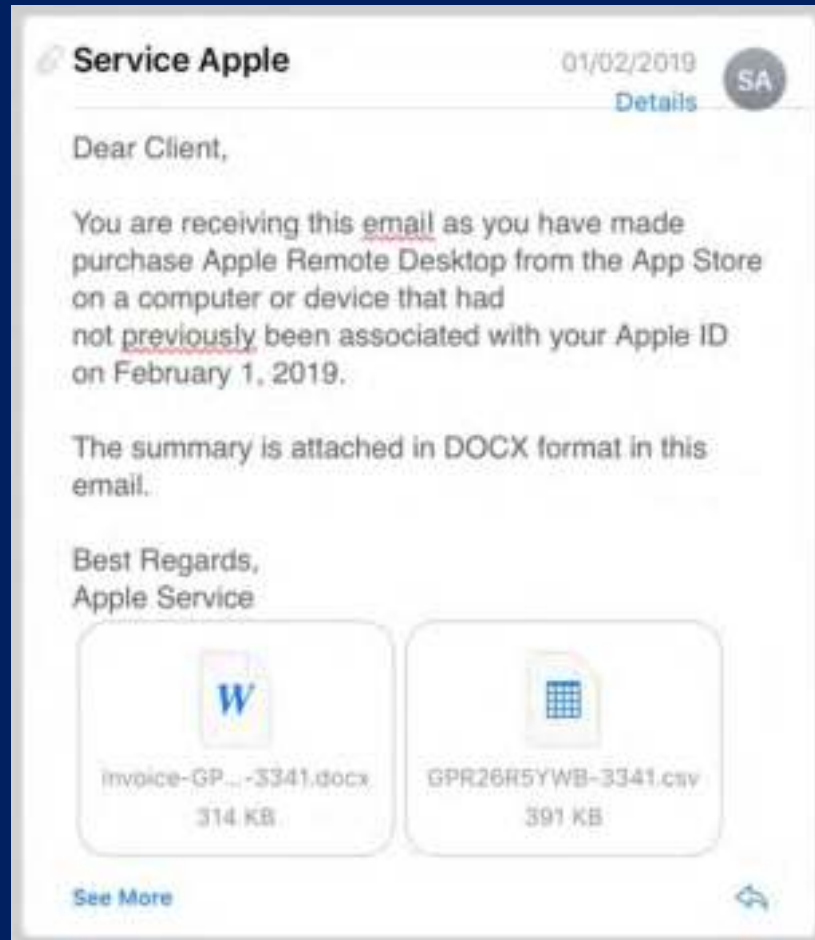 Service Apple
01/02/2019
SA
Details
Dear Client,
You are receiving this email as you have made
purchase Apple Remote Desktop from the App Store
on a computer or device that had
not previously been associated with your Apple ID
on February 1, 2019.
The summary is attached in DOCX format in this
email.
Best Regards,
Apple Service
W
invoice-GP...-3341.docx
GPR26R5YWB-3341.csv
314 KB
391 KB
See More